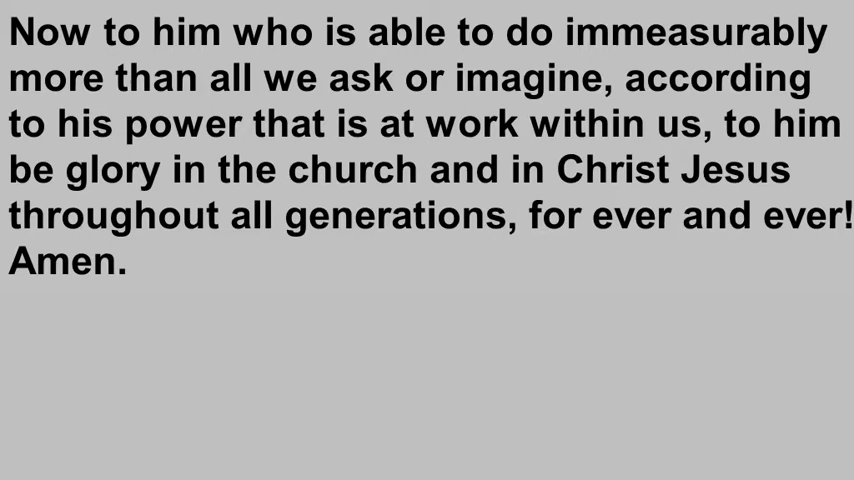 Now to him who is able to do immeasurably
more than all we ask or imagine, according
to his power that is at work within us, to him
be glory in the church and in Christ Jesus
throughout all generations, for ever and ever!
Amen.